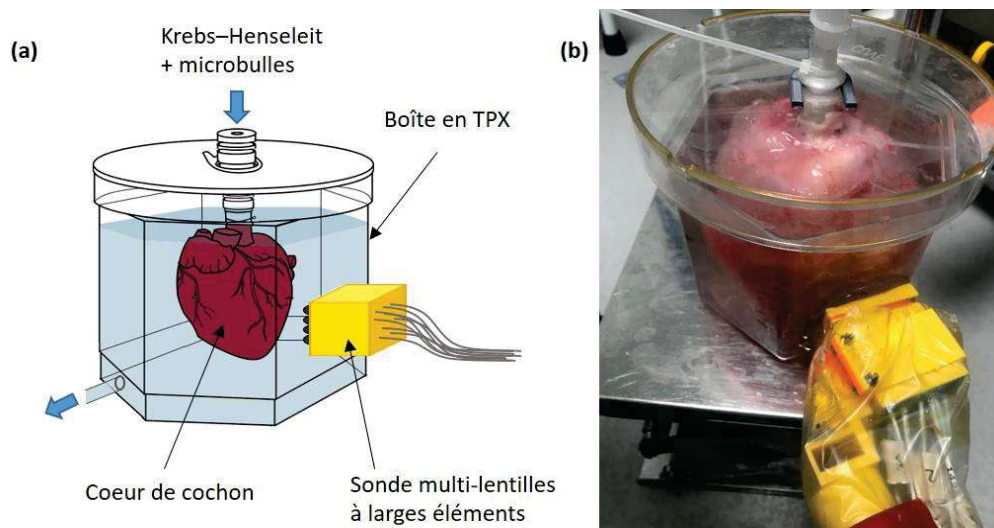 (a)
Krebs–Henseleit
+ microbulles
Boîte en TPX
Coeur de cochon
Sonde multi-lentilles
à larges éléments
(b)